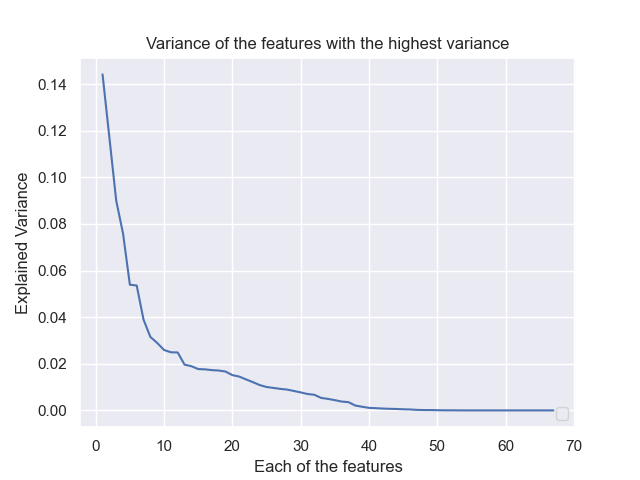 Variance of the features with the highest variance
0.14
0.12
0.10
0.08
0.06
0.04
0.02
0.00
Explained Variance
0 10 20 30 40 50 60 70
Each of the features